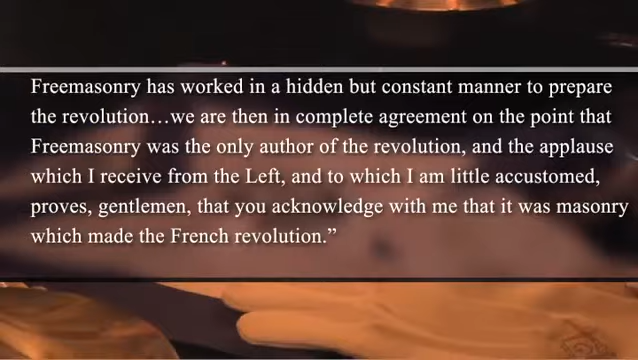 Freemasonry has worked in a hidden but constant manner to prepare
the revolution…we are then in complete agreement on the point that
Freemasonry was the only author of the revolution, and the applause
which I receive from the Left, and to which I am little accustomed,
proves, gentlemen, that you acknowledge with me that it was masonry
which made the French revolution.”